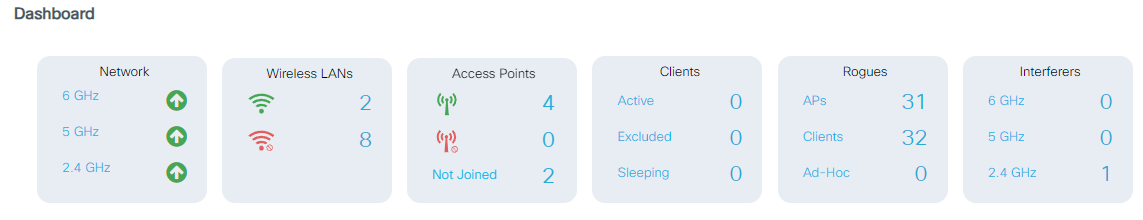 Dashboard
Network
6 GHz
5 GHz
2.4 GHz
Wireless LANs
2
8
Access Points
4
0
Not Joined 2
Clients
Active 0
Excluded 0
Sleeping 0
Rogues
APs 31
Clients 32
Ad-Hoc 0
Interferers
6 GHz 0
5 GHz 0
2.4 GHz 1